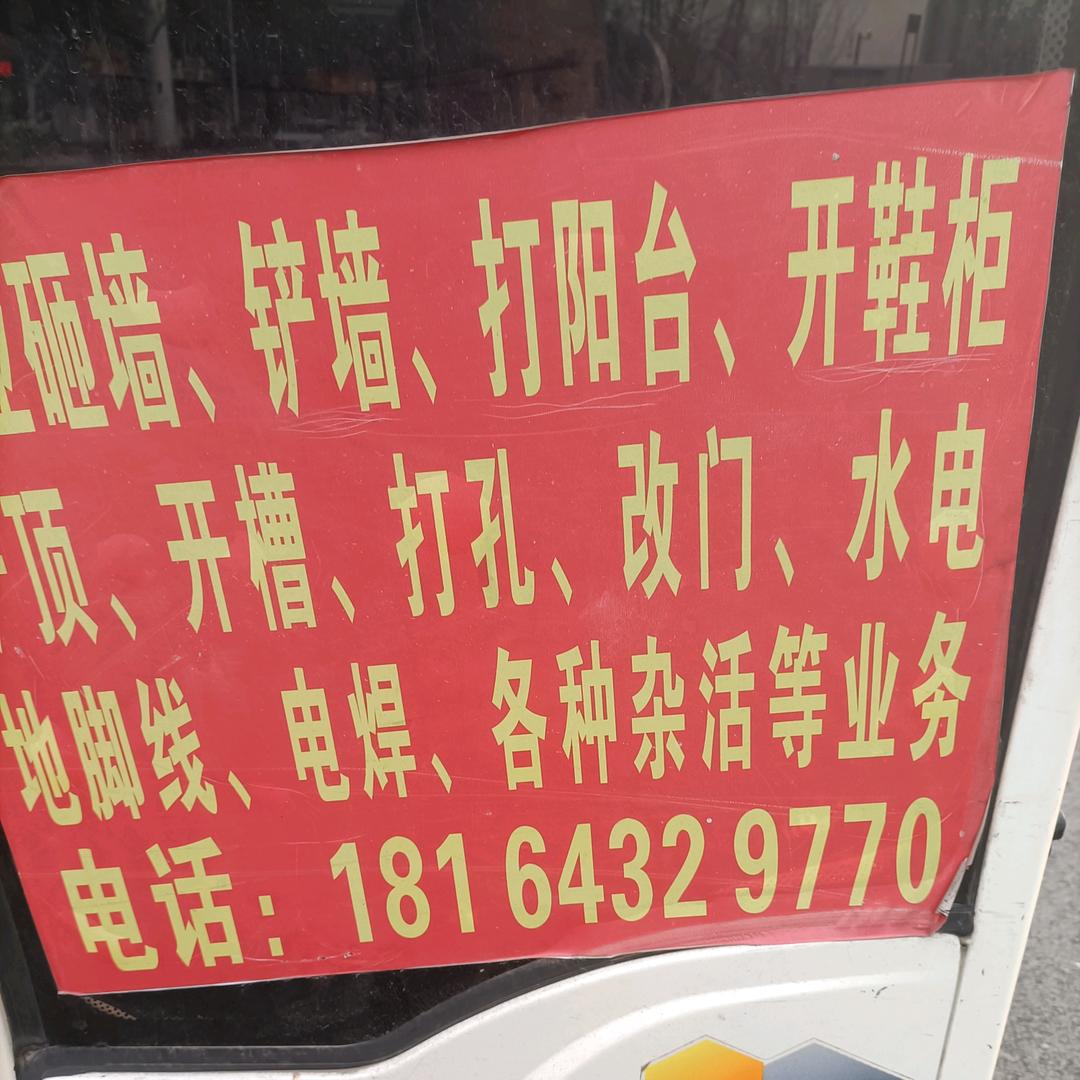 业砸墙、铲墙、打阳台、开鞋柜
顶、开槽、打孔、改门、水电
地脚线、电焊、各种杂活等业务
电话：181 6432 9770